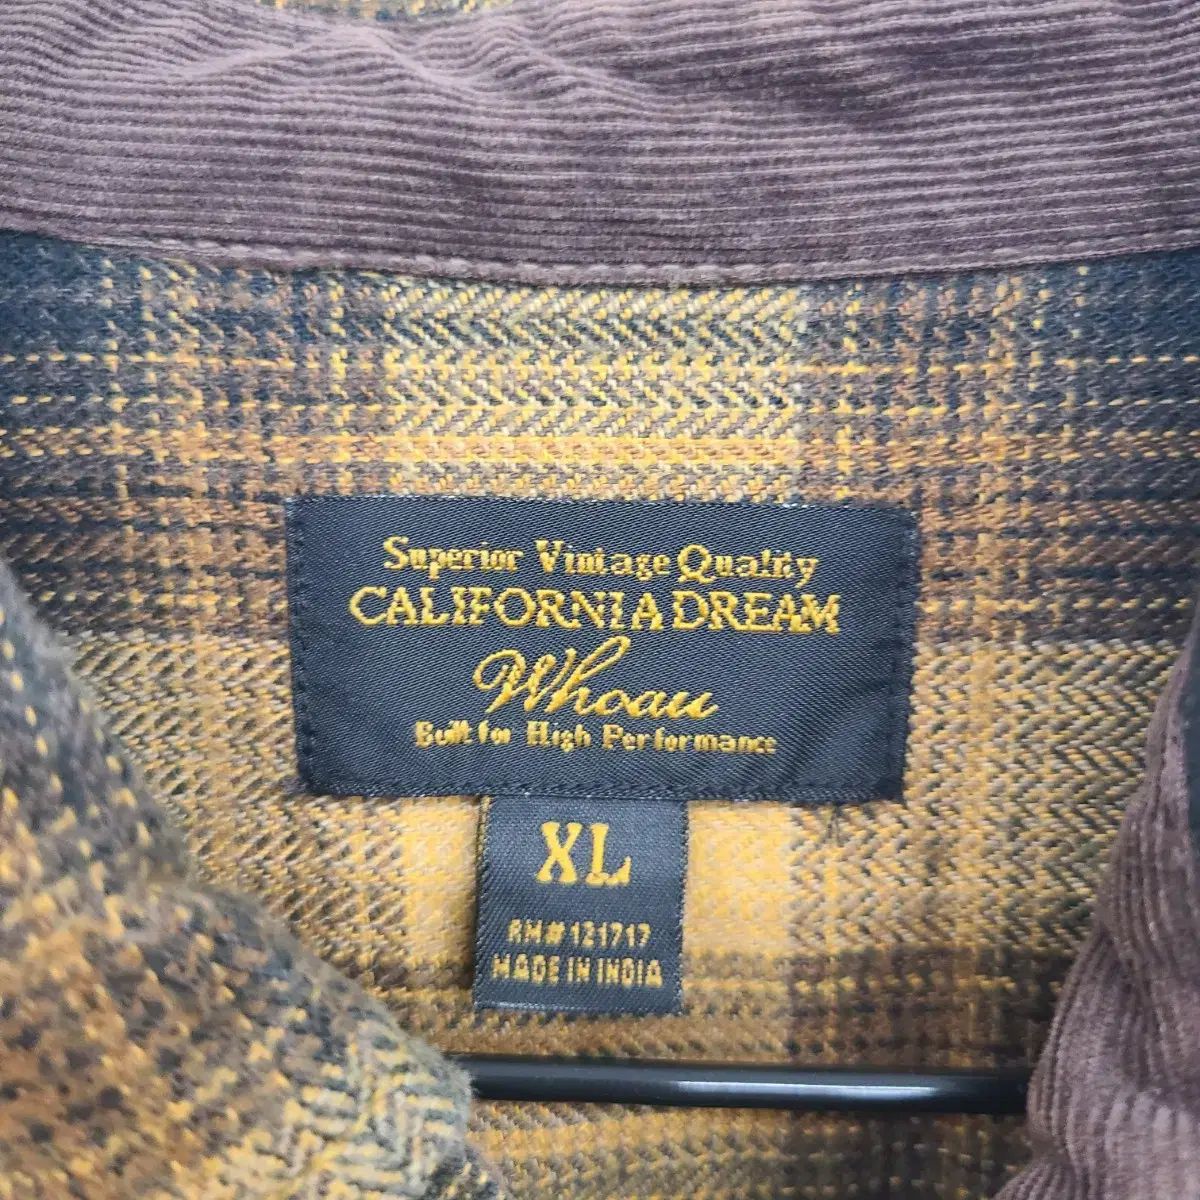 Superior Vintage Quality
CALIFORNIA DREAM
Whoau
Built for High Performance
XL
RM#121717
MADE IN INDIA